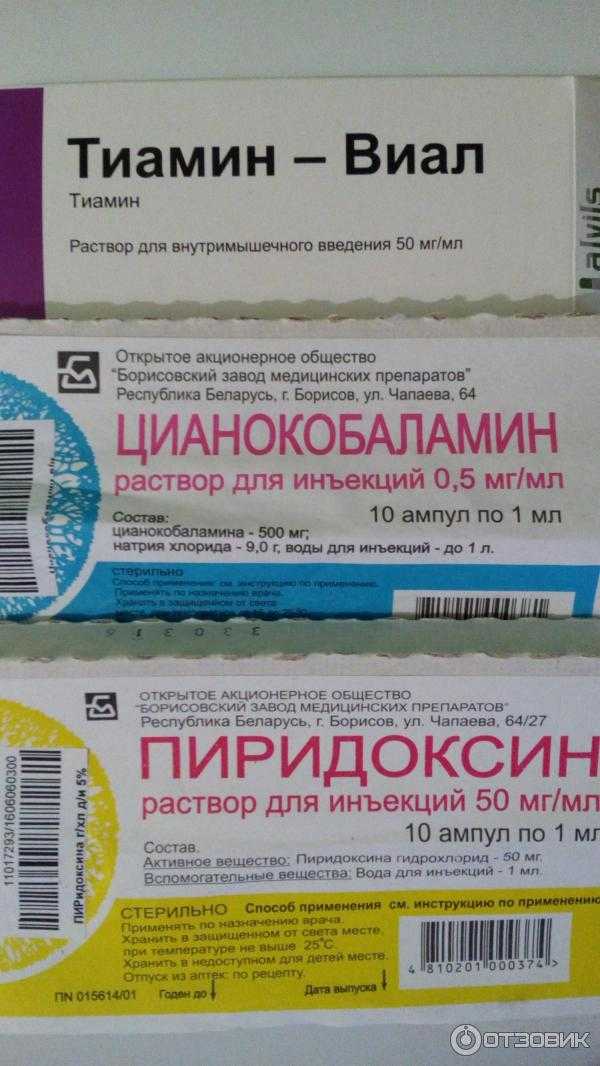 Тиамин – Виал
Тиамин
Раствор для внутримышечного введения 50 мг/мл
alvils
Открытое акционерное общество
"Борисовский завод медицинских препаратов"
Республика Беларусь, г. Борисов, ул. Чапаева, 64
ЦИАНОКОБАЛАМИН
раствор для инъекций 0,5 мг/мл
10 ампул по 1 мл
Состав:
цианокобаламина - 500 мг;
натрия хлорида - 9,0 г, воды для инъекций - до 1 л.
СТЕРИЛЬНО
Способ применения: см. инструкцию по применению.
Применять по назначению врача.
Хранить в защищенном от света
ОТКРЫТОЕ АКЦИОНЕРНОЕ ОБЩЕСТВО
"БОРИСОВСКИЙ ЗАВОД МЕДИЦИНСКИХ ПРЕПАРАТОВ"
Республика Беларусь, г. Борисов, ул. Чапаева, 64/27
ПИРИДОКСИН
раствор для инъекций 50 мг/мл
10 ампул по 1 мл
Состав.
Активное вещество: Пиридоксина гидрохлорид - 50 мг.
Вспомогательные вещества: Вода для инъекций - 1 мл.
СТЕРИЛЬНО Способ применения см. инструкцию по применению
Применять по назначению врача.
Хранить в защищенном от света месте,
при температуре не выше 25°C.
Хранить в недоступном для детей месте.
Отпуск из аптек: по рецепту.
ПN 015614/01 Годен до Дата выпуска
4 810201 000374
11017293/1606060300
ПИРидоксина г/хл д/и 5%
ОТЗОВИК